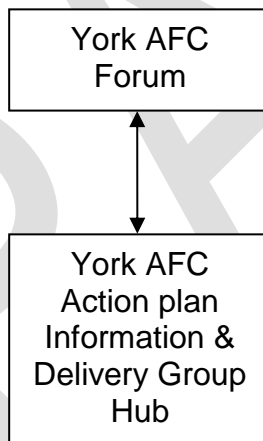 York AFC
Forum
York AFC
Action plan
Information &
Delivery Group
Hub